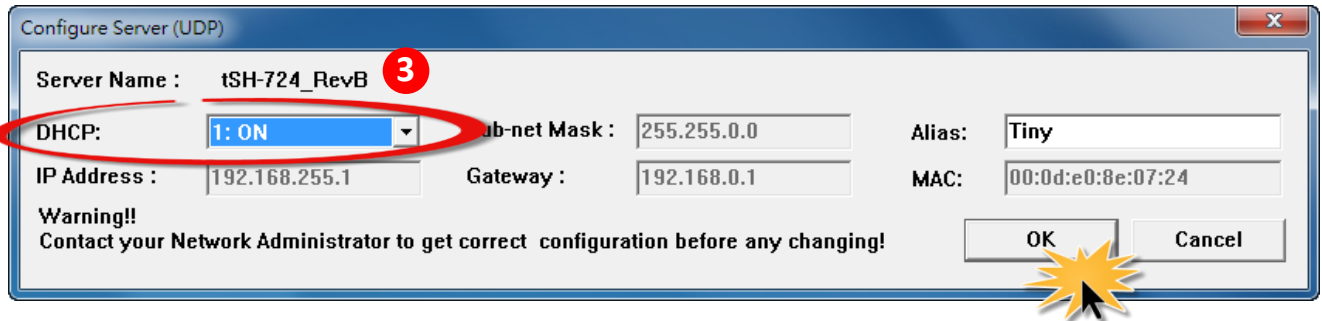 Configure Server (UDP)
Server Name : tSH-724_RevB 3
DHCP: 1: ON ub-net Mask : 255.255.0.0 Alias: Tiny
IP Address : 192.168.255.1 Gateway : 192.168.0.1 MAC: 00:0d:e0:8e:07:24
Warning!!
Contact your Network Administrator to get correct configuration before any changing! OK Cancel